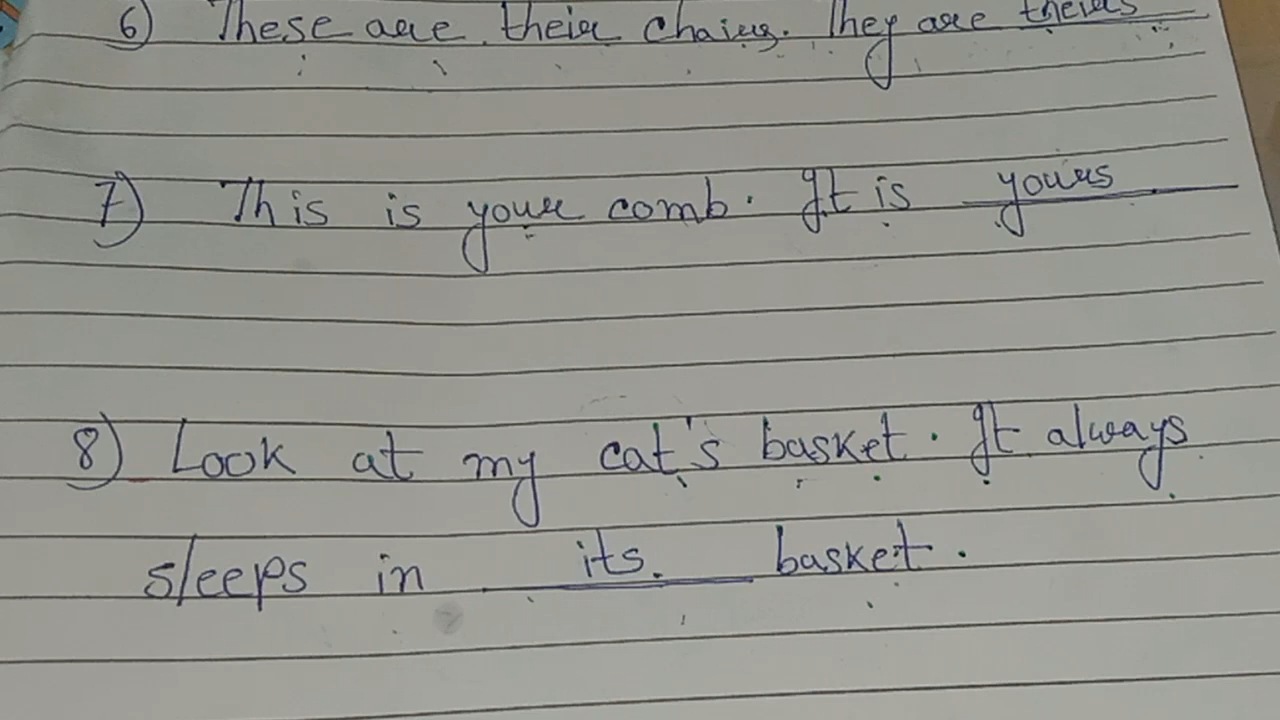 6) These are their chairs. They are theirs
7) This is your comb. It is yours
8) Look at my cat's basket. It always
sleeps in its. basket.